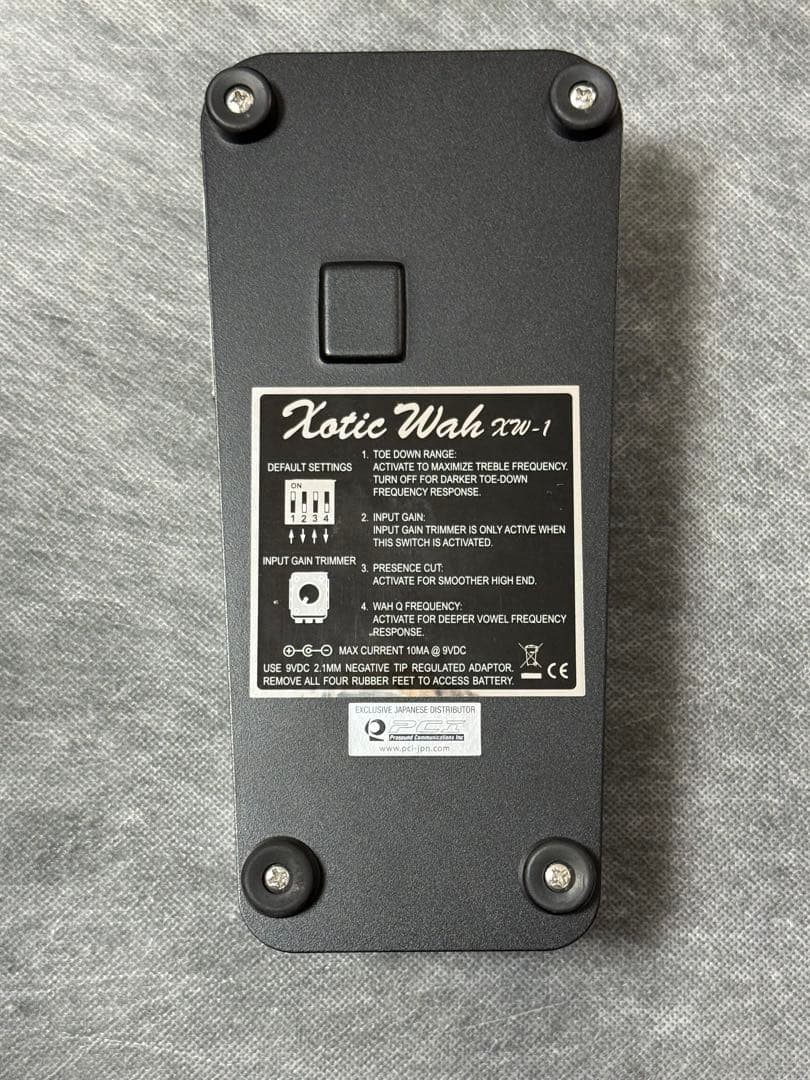 Xotic Wah XW-1
DEFAULT SETTINGS
ON
1 2 3 4
INPUT GAIN TRIMMER
1. TOE DOWN RANGE:
ACTIVATE TO MAXIMIZE TREBLE FREQUENCY.
TURN OFF FOR DARKER TOE-DOWN
FREQUENCY RESPONSE.
2. INPUT GAIN:
INPUT GAIN TRIMMER IS ONLY ACTIVE WHEN
THIS SWITCH IS ACTIVATED.
3. PRESENCE CUT:
ACTIVATE FOR SMOOTHER HIGH END.
4. WAH Q FREQUENCY:
ACTIVATE FOR DEEPER VOWEL FREQUENCY
RESPONSE.
MAX CURRENT 10MA @ 9VDC
USE 9VDC 2.1MM NEGATIVE TIP REGULATED ADAPTOR.
REMOVE ALL FOUR RUBBER FEET TO ACCESS BATTERY.
CE
EXCLUSIVE JAPANESE DISTRIBUTOR
PCI
Prosound Communications Inc
www.pci-jpn.com